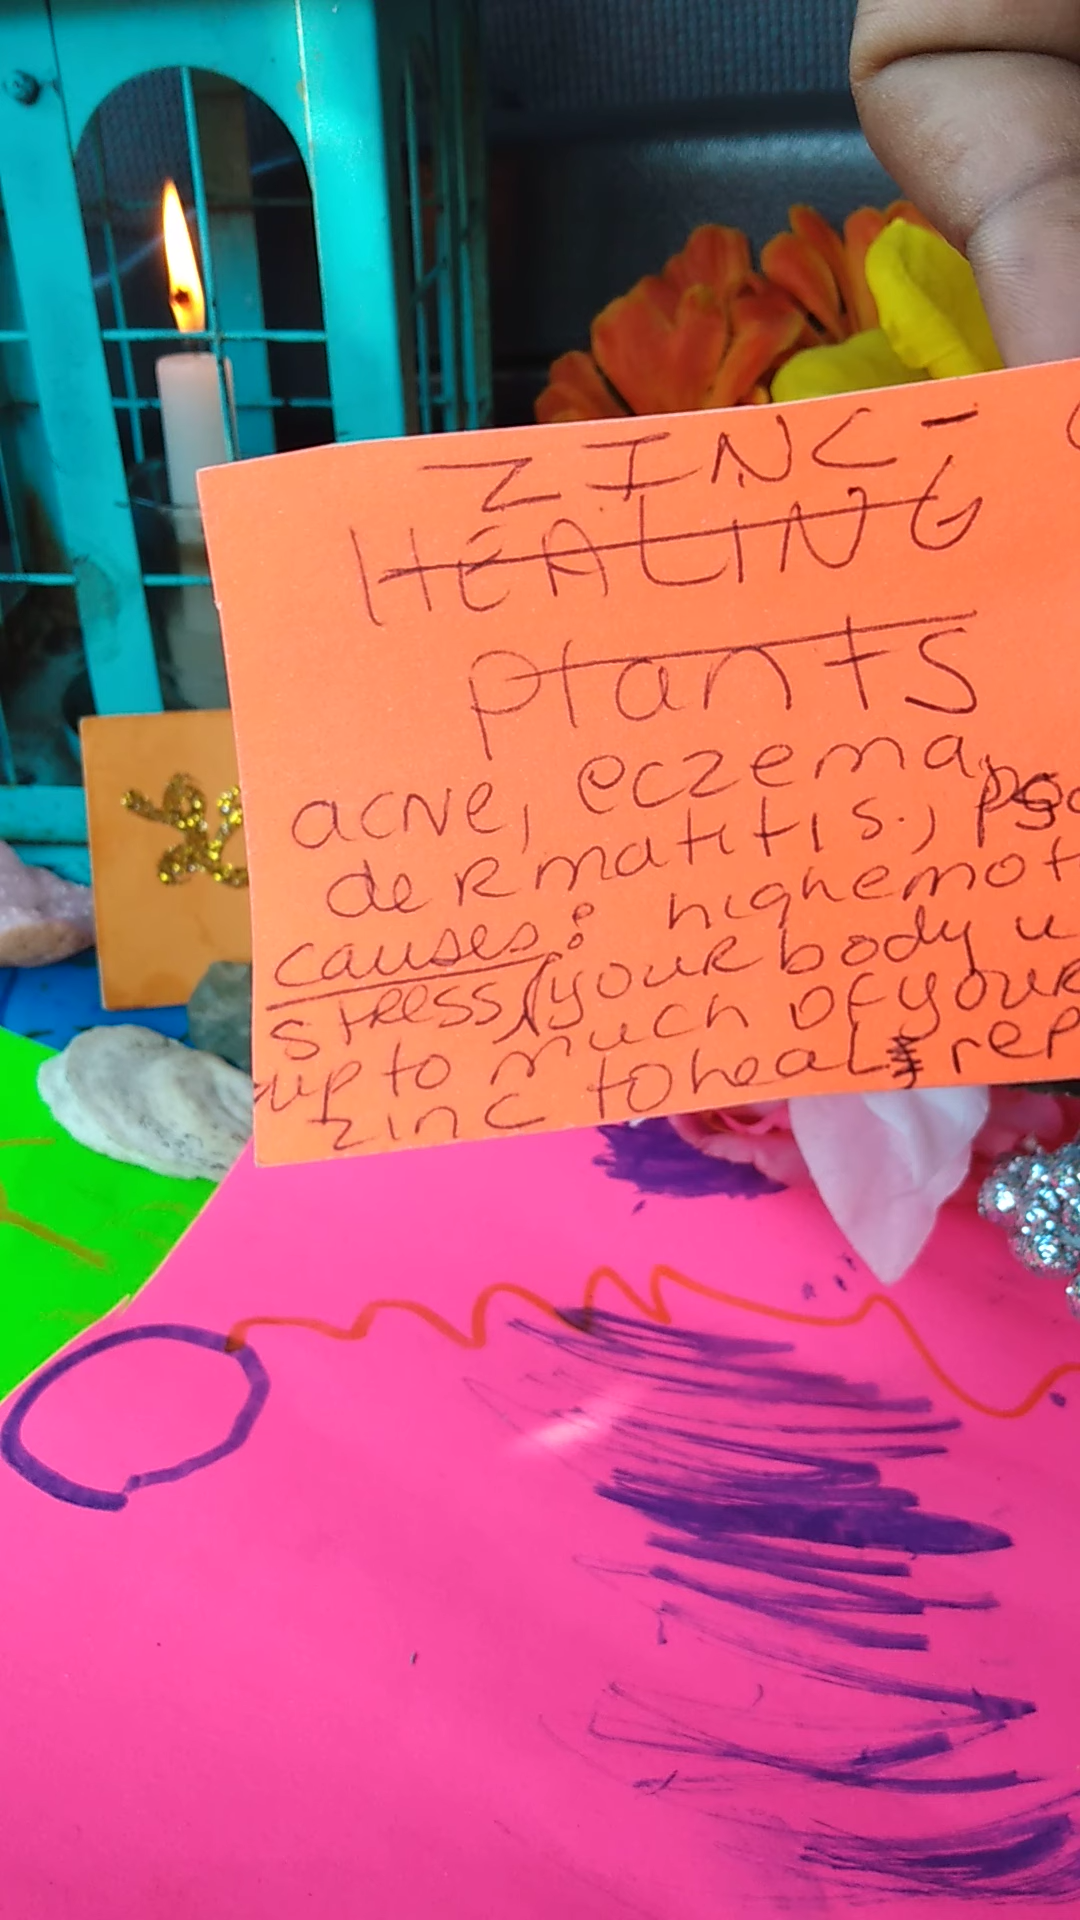 ZINC-
HEALING
plants
acne, eczema,
dermatitis.,
causes: high emot
stress/your body u
up to much of your
zinc to heal rep